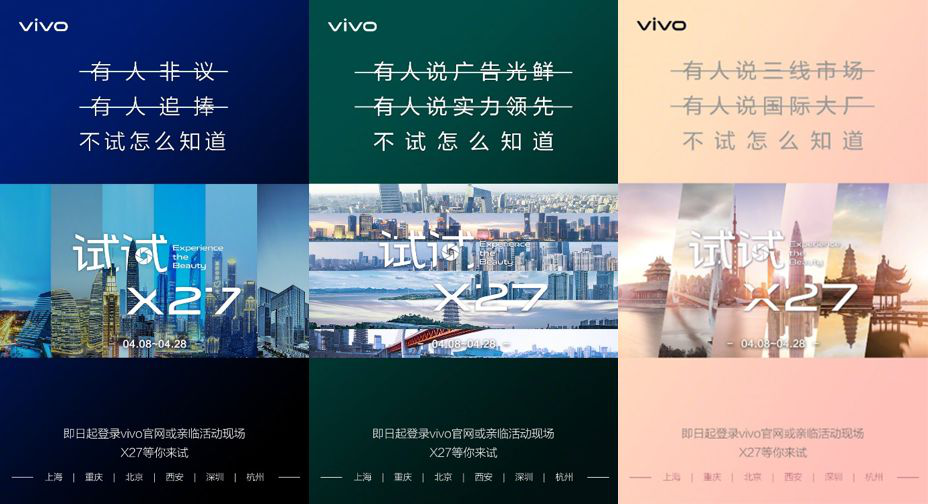 vivo
有人非议
有人追捧
不试怎么知道
试试
Experience
the
Beauty
X27
04.08~04.28
即日起登录vivo官网或亲临活动现场
X27等你来试
上海 | 重庆 | 北京 | 西安 | 深圳 | 杭州
vivo
有人说广告光鲜
有人说实力领先
不试怎么知道
试试
Experience
the
Beauty
X27
- 04.08~04.28 -
即日起登录vivo官网或亲临活动现场
X27等你来试
上海 | 重庆 | 北京 | 西安 | 深圳 | 杭州
vivo
有人说三线市场
有人说国际大厂
不试怎么知道
试试
Experience
the
Beauty
X27
- 04.08~04.28 -
即日起登录vivo官网或亲临活动现场
X27等你来试
上海 | 重庆 | 北京 | 西安 | 深圳 | 杭州